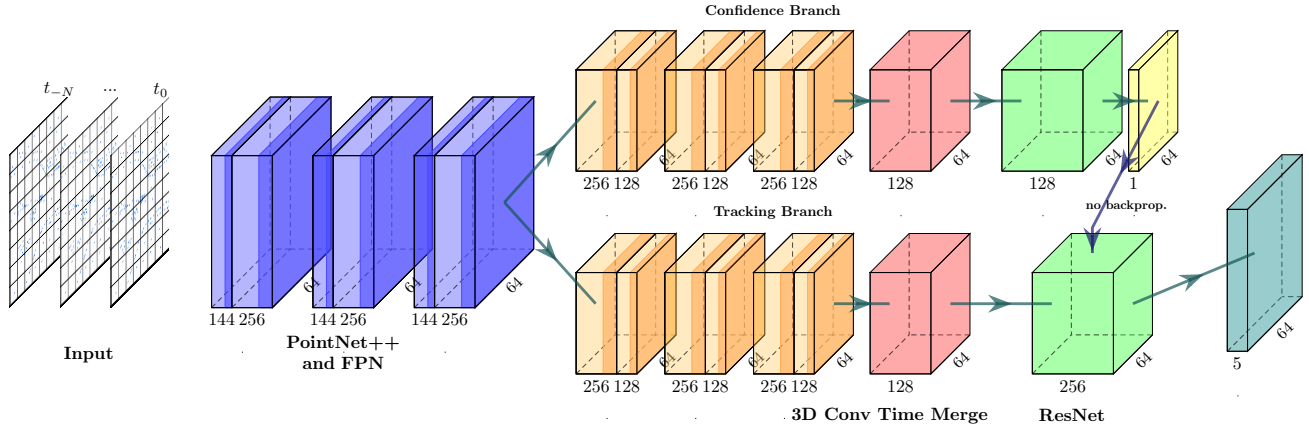 Confidence Branch
t₋N ... t₀
64 64 64 64 64 64
256 128 256 128 256 128 128 128 1
Tracking Branch
no backprop.
64 64 64
144 256 144 256 144 256
64 64 64 64 64 64
256 128 256 128 256 128 128 256 5
Input
PointNet++
and FPN
3D Conv Time Merge
ResNet